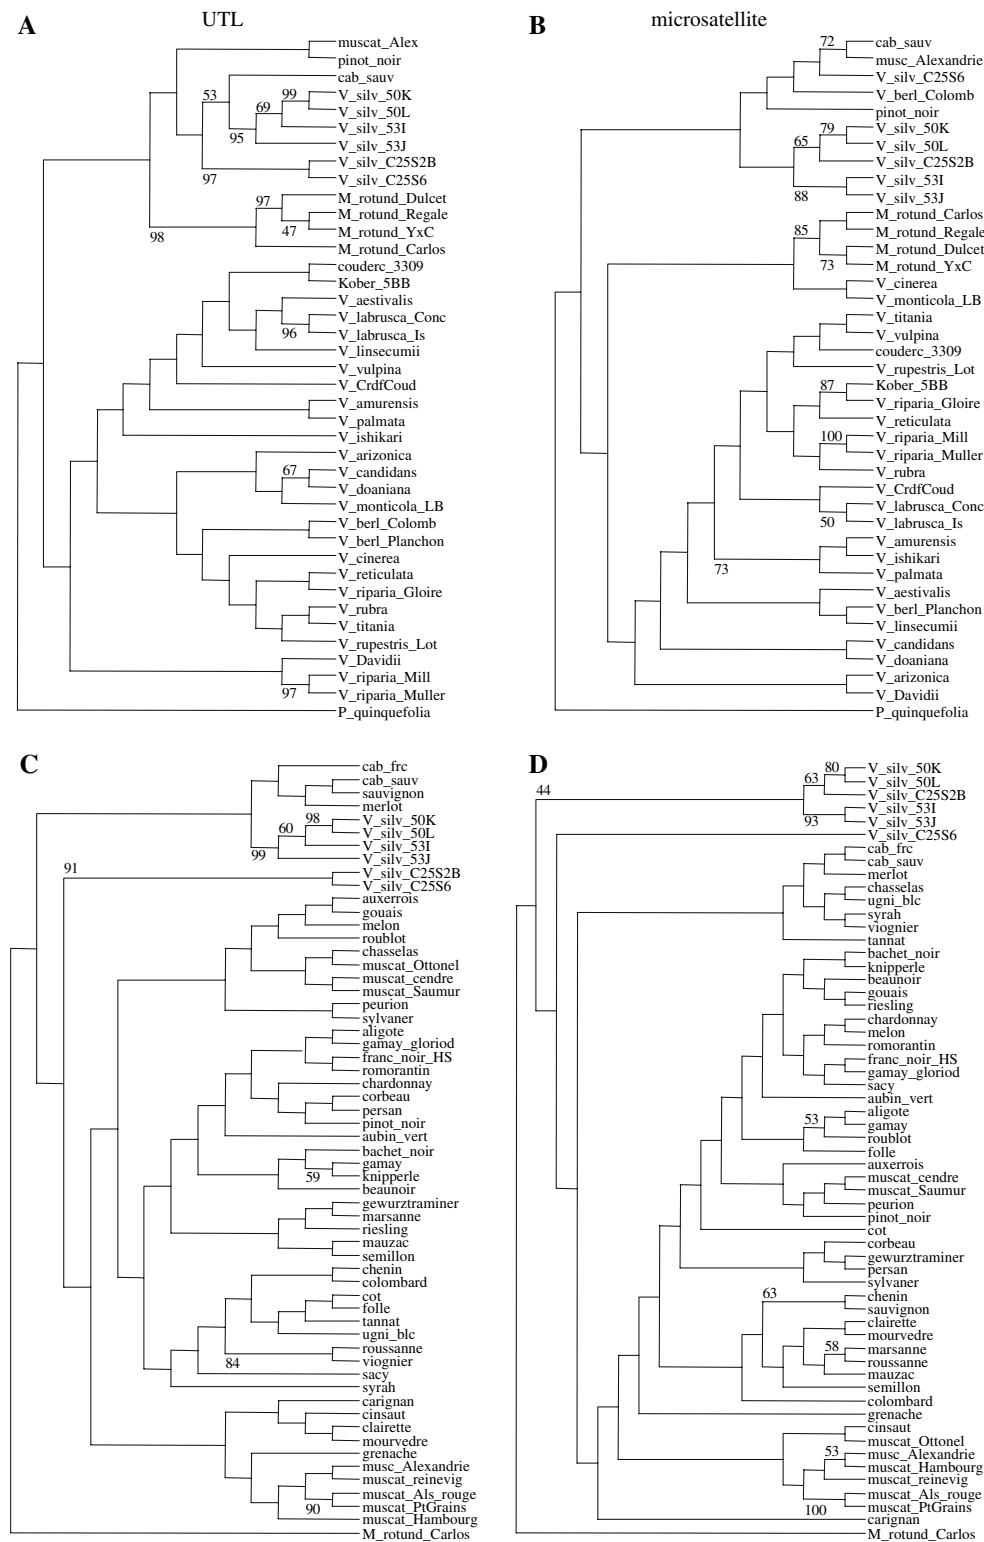 A
UTL
muscat_Alex
pinot_noir
cab_sauv
53
99
V_silv_50K
69
V_silv_50L
V_silv_53I
95
V_silv_53J
V_silv_C25S2B
97
V_silv_C25S6
97
M_rotund_Dulcet
M_rotund_Regale
98
47
M_rotund_YxC
M_rotund_Carlos
couderc_3309
Kober_5BB
V_aestivalis
V_labrusca_Conc
96
V_labrusca_Is
V_linsecumii
V_vulpina
V_CrdfCoud
V_amurensis
V_palmata
V_ishikari
V_arizonica
67
V_candidans
V_doaniana
V_monticola_LB
V_berl_Colomb
V_berl_Planchon
V_cinerea
V_reticulata
V_riparia_Gloire
V_rubra
V_titania
V_rupestris_Lot
V_Davidii
V_riparia_Mill
97
V_riparia_Muller
P_quinquefolia
B
microsatellite
72
cab_sauv
musc_Alexandrie
V_silv_C25S6
V_berl_Colomb
pinot_noir
79
V_silv_50K
65
V_silv_50L
V_silv_C25S2B
V_silv_53I
88
V_silv_53J
M_rotund_Carlos
85
M_rotund_Regale
M_rotund_Dulcet
73
M_rotund_YxC
V_cinerea
V_monticola_LB
V_titania
V_vulpina
couderc_3309
V_rupestris_Lot
87
Kober_5BB
V_riparia_Gloire
V_reticulata
100
V_riparia_Mill
V_riparia_Muller
V_rubra
V_CrdfCoud
V_labrusca_Conc
50
V_labrusca_Is
V_amurensis
V_ishikari
73
V_palmata
V_aestivalis
V_berl_Planchon
V_linsecumii
V_candidans
V_doaniana
V_arizonica
V_Davidii
P_quinquefolia
C
cab_frc
cab_sauv
sauvignon
merlot
98
V_silv_50K
60
V_silv_50L
V_silv_53I
99
V_silv_53J
91
V_silv_C25S2B
V_silv_C25S6
auxerrois
gouais
melon
roublot
chasselas
muscat_Ottonel
muscat_cendre
muscat_Saumur
peurion
sylvaner
aligote
gamay_gloriod
franc_noir_HS
romorantin
chardonnay
corbeau
persan
pinot_noir
aubin_vert
bachet_noir
gamay
59
knipperle
beaunoir
gewurztraminer
marsanne
riesling
mauzac
semillon
chenin
colombard
cot
folle
tannat
ugni_blc
roussanne
84
viognier
sacy
syrah
carignan
cinsaut
clairette
mourvedre
grenache
musc_Alexandrie
muscat_reinevig
muscat_Als_rouge
90
muscat_PtGrains
muscat_Hambourg
M_rotund_Carlos
D
80
V_silv_50K
63
V_silv_50L
44
V_silv_C25S2B
V_silv_53I
93
V_silv_53J
V_silv_C25S6
cab_frc
cab_sauv
merlot
chasselas
ugni_blc
syrah
viognier
tannat
bachet_noir
knipperle
beaunoir
gouais
riesling
chardonnay
melon
romorantin
franc_noir_HS
gamay_gloriod
sacy
aubin_vert
aligote
53
gamay
roublot
folle
auxerrois
muscat_cendre
muscat_Saumur
peurion
pinot_noir
cot
corbeau
gewurztraminer
persan
sylvaner
63
chenin
sauvignon
clairette
mourvedre
58
marsanne
roussanne
mauzac
semillon
colombard
grenache
cinsaut
muscat_Ottonel
53
musc_Alexandrie
muscat_Hambourg
muscat_reinevig
muscat_Als_rouge
100
muscat_PtGrains
carignan
M_rotund_Carlos